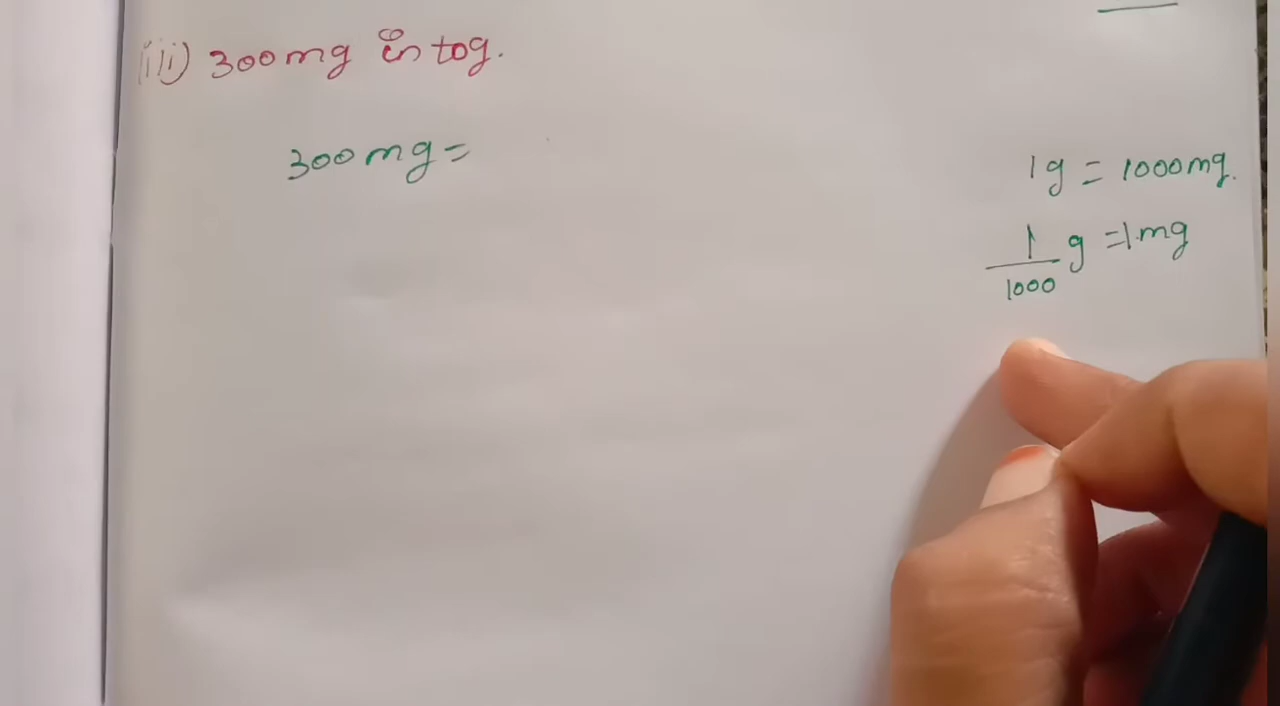 iii) 300mg in to g.
300mg =
1g = 1000mg.
1/1000 g = 1mg